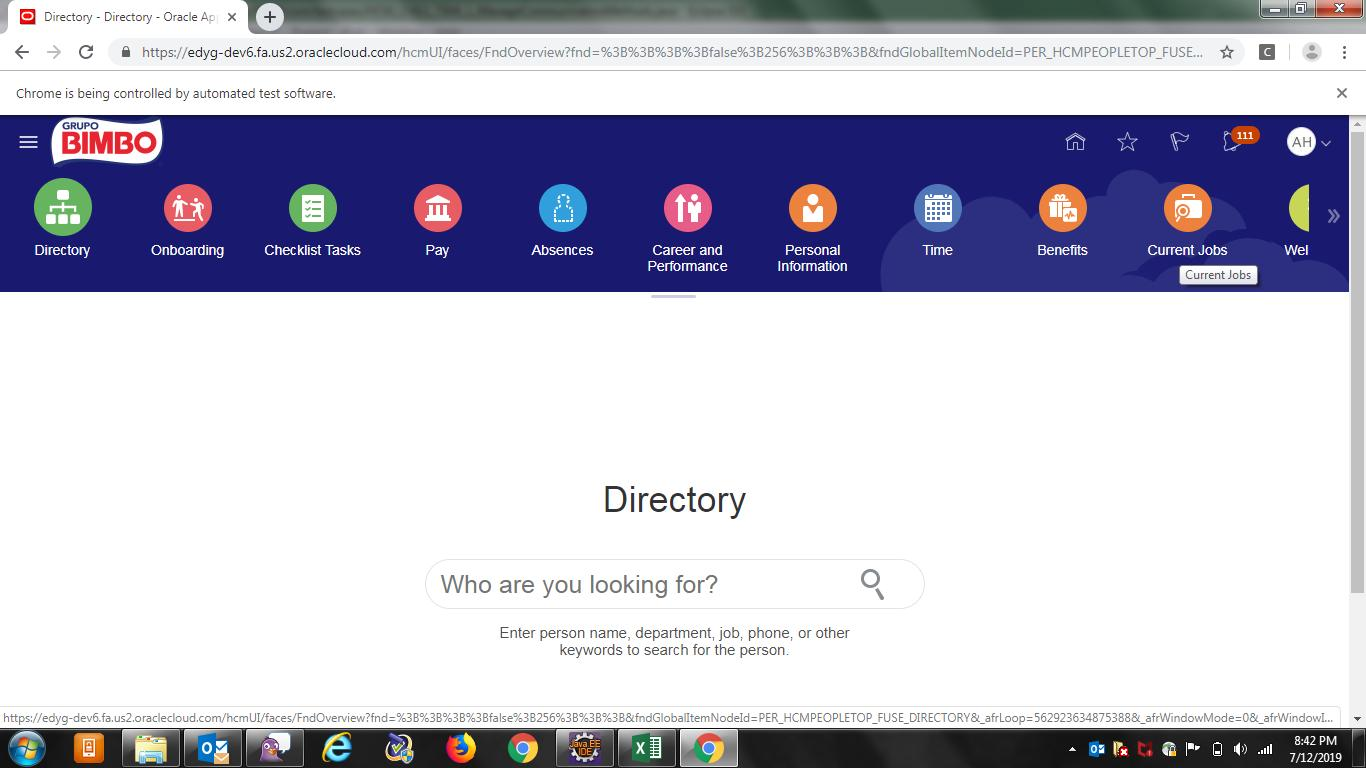 Directory - Directory - Oracle Ap
https://edyg-dev6.fa.us2.oraclecloud.com/hcmUI/faces/FndOverview?fnd=%3B%3B%3B%3Bfalse%3B256%3B%3B%3B&fndGlobalItemNodeId=PER_HCMPEOPLETOP_FUSE...
C
Chrome is being controlled by automated test software.
GRUPO
BIMBO
111
AH
Directory
Onboarding
Checklist Tasks
Pay
Absences
Career and
Performance
Personal
Information
Time
Benefits
Current Jobs
Wel
Current Jobs
Directory
Who are you looking for?
Enter person name, department, job, phone, or other
keywords to search for the person.
https://edyg-dev6.fa.us2.oraclecloud.com/hcmUI/faces/FndOverview?fnd=%3B%3B%3B%3Bfalse%3B256%3B%3B%3B&fndGlobalItemNodeId=PER_HCMPEOPLETOP_FUSE_DIRECTORY&_afrLoop=562923634875388&_afrWindowMode=0&_afrWindowI...
Java EE
IDE
8:42 PM
7/12/2019